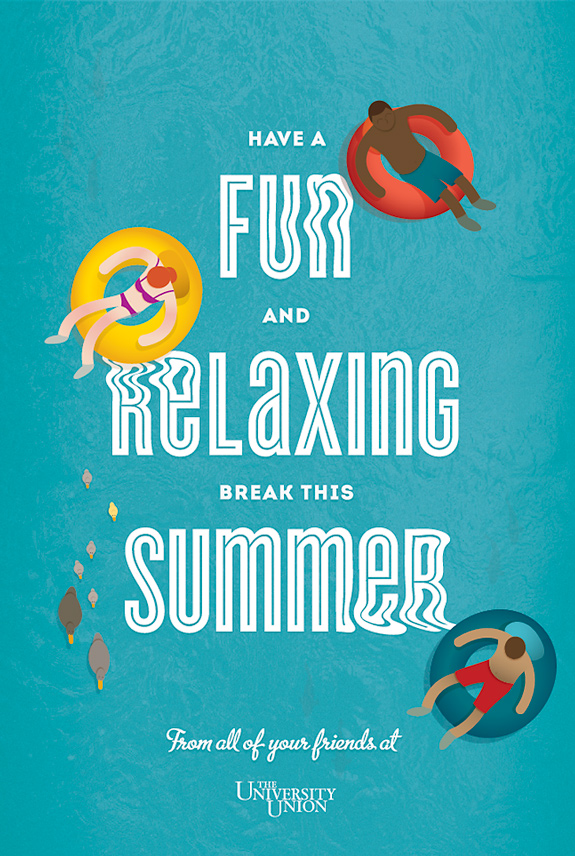 HAVE A
FUN
AND
ReLaXING
BREAK THIS
SUMMeR
From all of your friends at
THE
UNIVERSITY
UNION